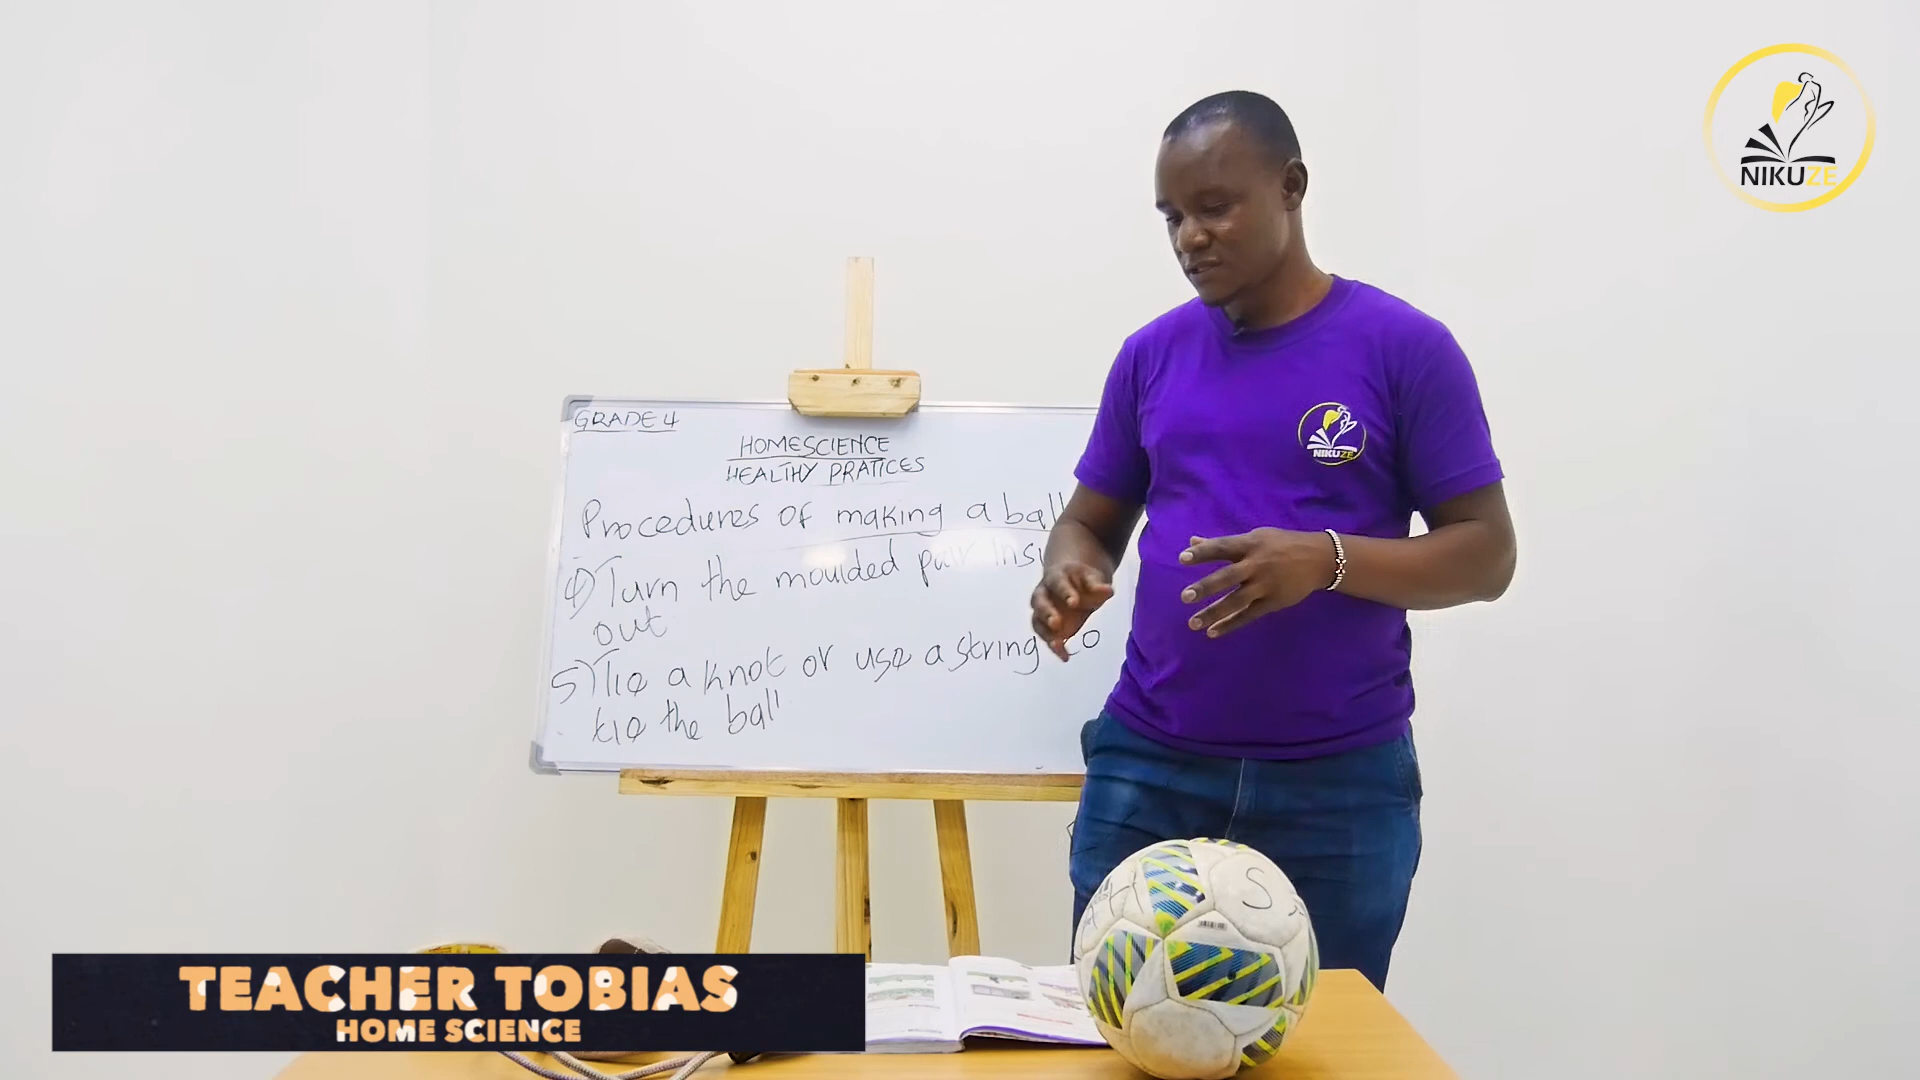 NIKUZE
GRADE 4
HOMESCIENCE
HEALTHY PRATICES
Procedures of making a ball
4) Turn the moulded
out
5) Tie a knot or use a string to
tie the ball
NIKUZE
S
TEACHER TOBIAS
HOME SCIENCE